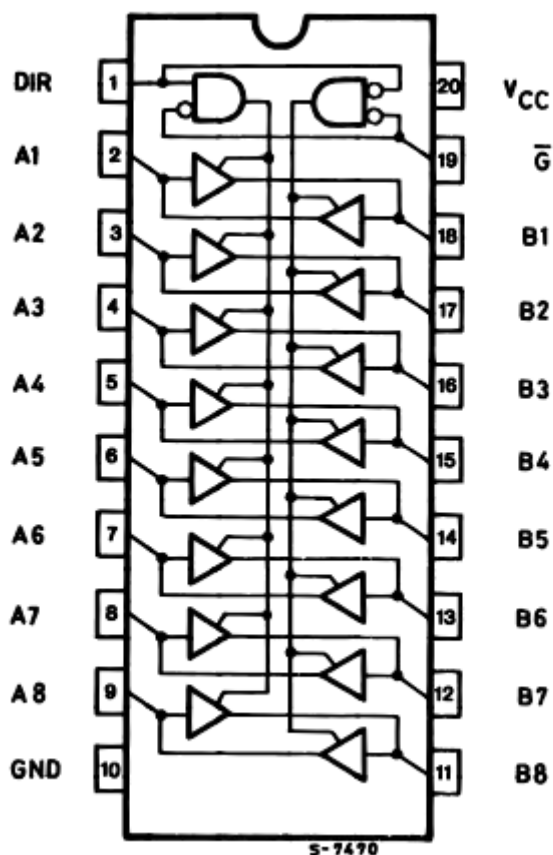 DIR 1 20 VCC
A1 2 19 G̅
A2 3 18 B1
A3 4 17 B2
A4 5 16 B3
A5 6 15 B4
A6 7 14 B5
A7 8 13 B6
A8 9 12 B7
GND 10 11 B8
S-7470